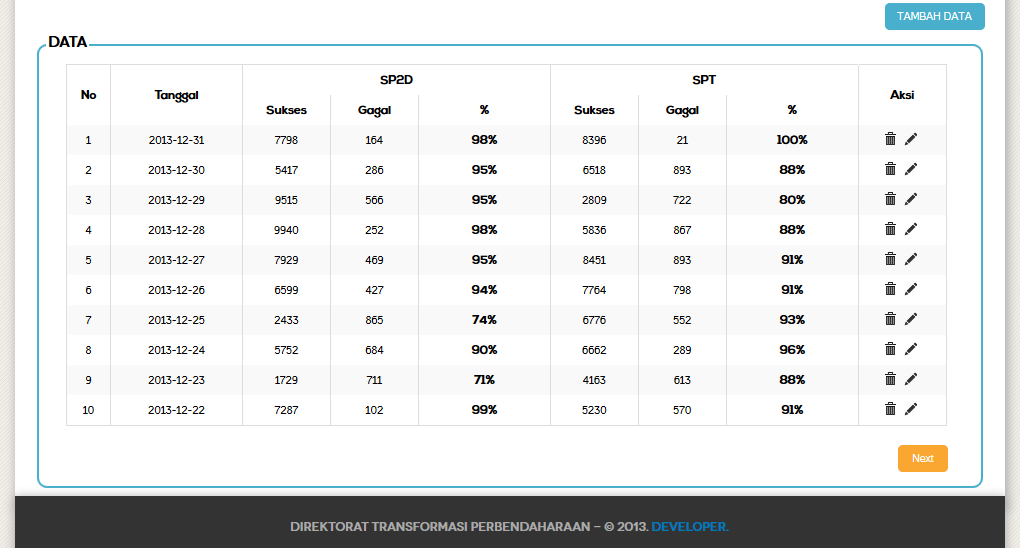 TAMBAH DATA
DATA
No Tanggal SP2D SPT Aksi
Sukses Gagal % Sukses Gagal %
1 2013-12-31 7798 164 98% 8396 21 100%
2 2013-12-30 5417 286 95% 6518 893 88%
3 2013-12-29 9515 566 95% 2809 722 80%
4 2013-12-28 9940 252 98% 5836 867 88%
5 2013-12-27 7929 469 95% 8451 893 91%
6 2013-12-26 6599 427 94% 7764 798 91%
7 2013-12-25 2433 865 74% 6776 552 93%
8 2013-12-24 5752 684 90% 6662 289 96%
9 2013-12-23 1729 711 71% 4163 613 88%
10 2013-12-22 7287 102 99% 5230 570 91%
Next
DIREKTORAT TRANSFORMASI PERBENDAHARAAN – © 2013. DEVELOPER.